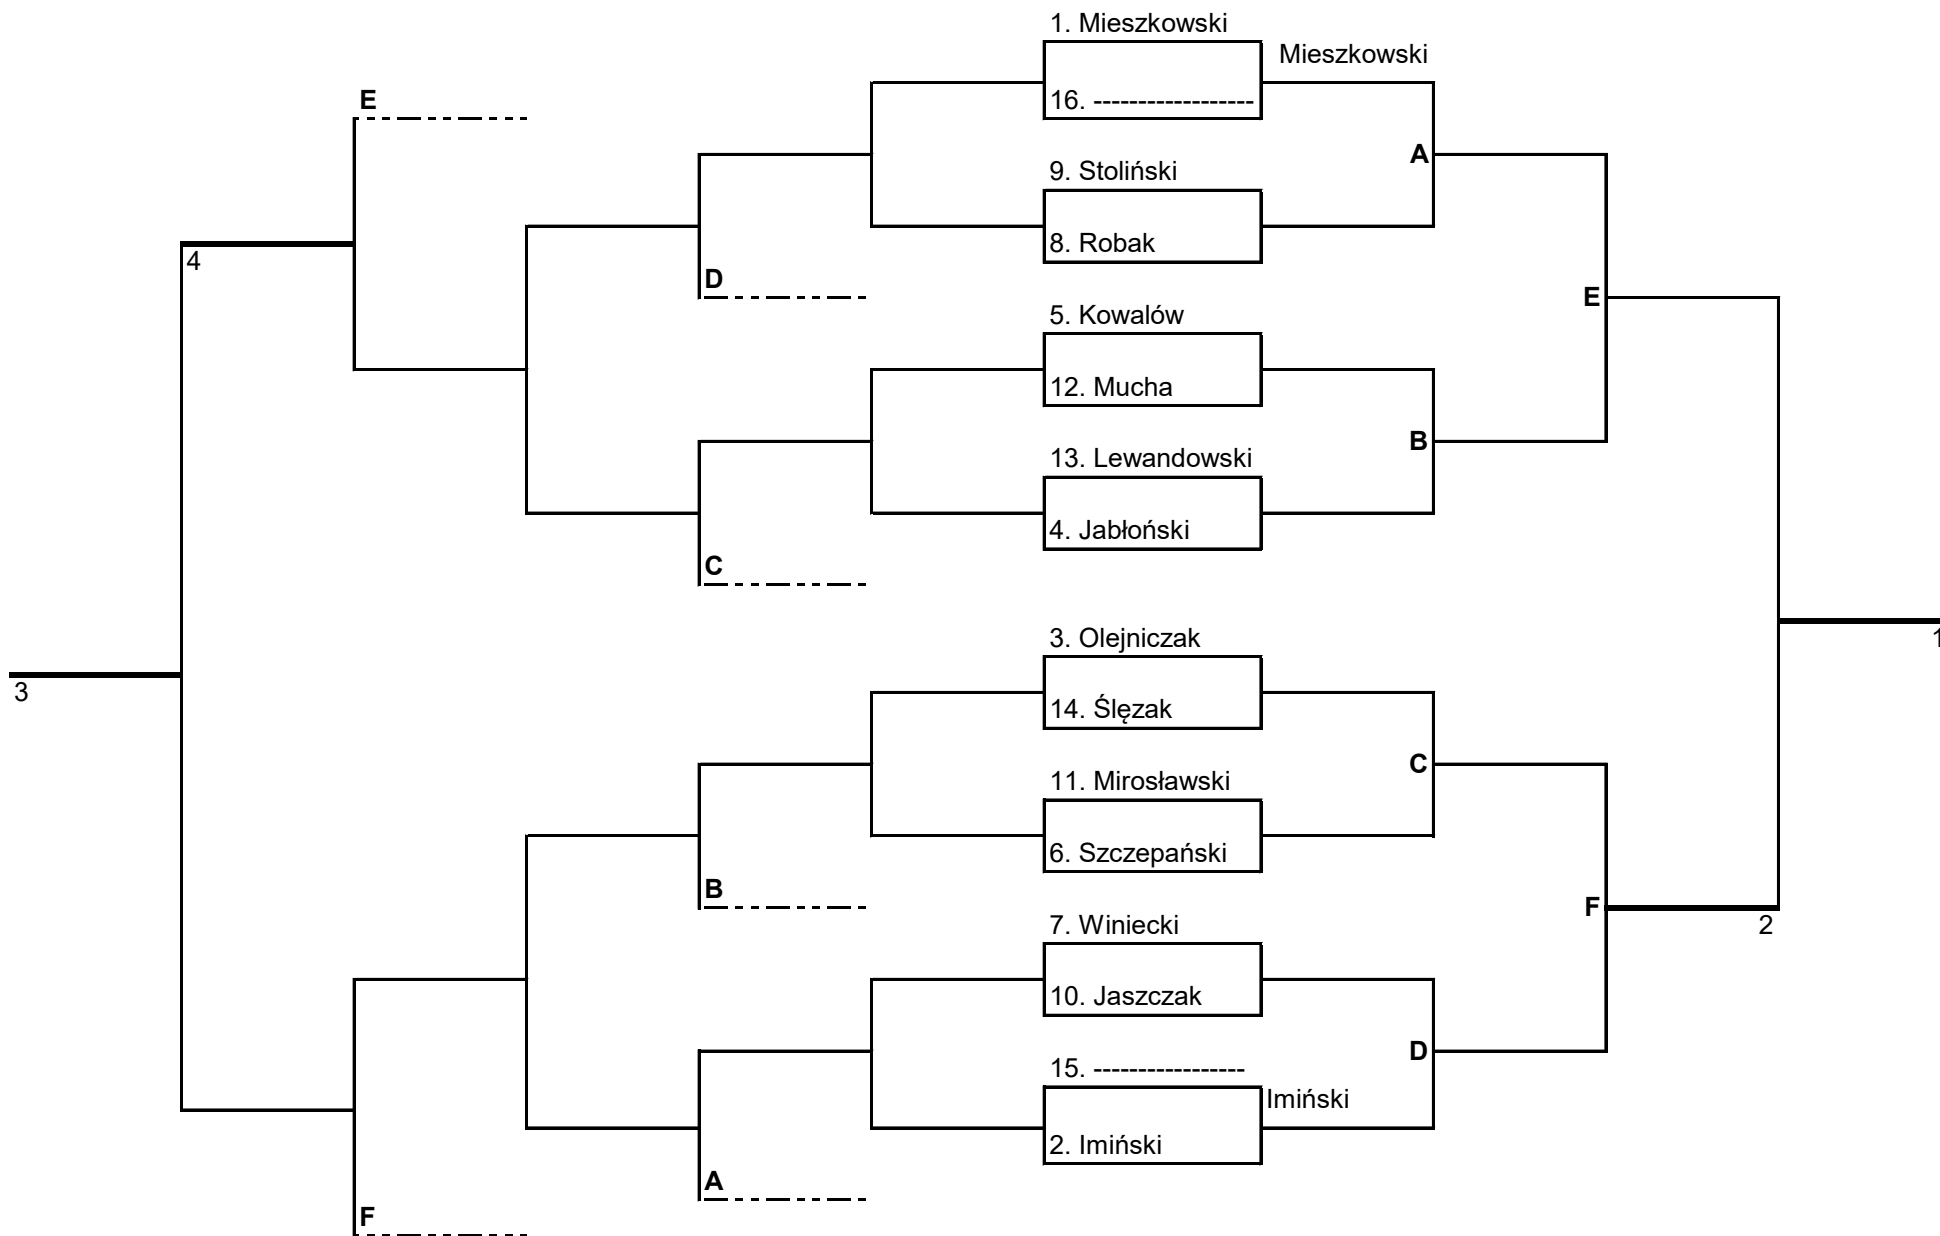 1. Mieszkowski
Mieszkowski
16. ------------------
E
A
9. Stoliński
8. Robak
4
D
5. Kowalów
E
12. Mucha
B
13. Lewandowski
4. Jabłoński
C
1
3. Olejniczak
3
14. Ślęzak
C
11. Mirosławski
6. Szczepański
B
7. Winiecki
F
2
10. Jaszczak
D
15. -----------------
Imiński
2. Imiński
A
F